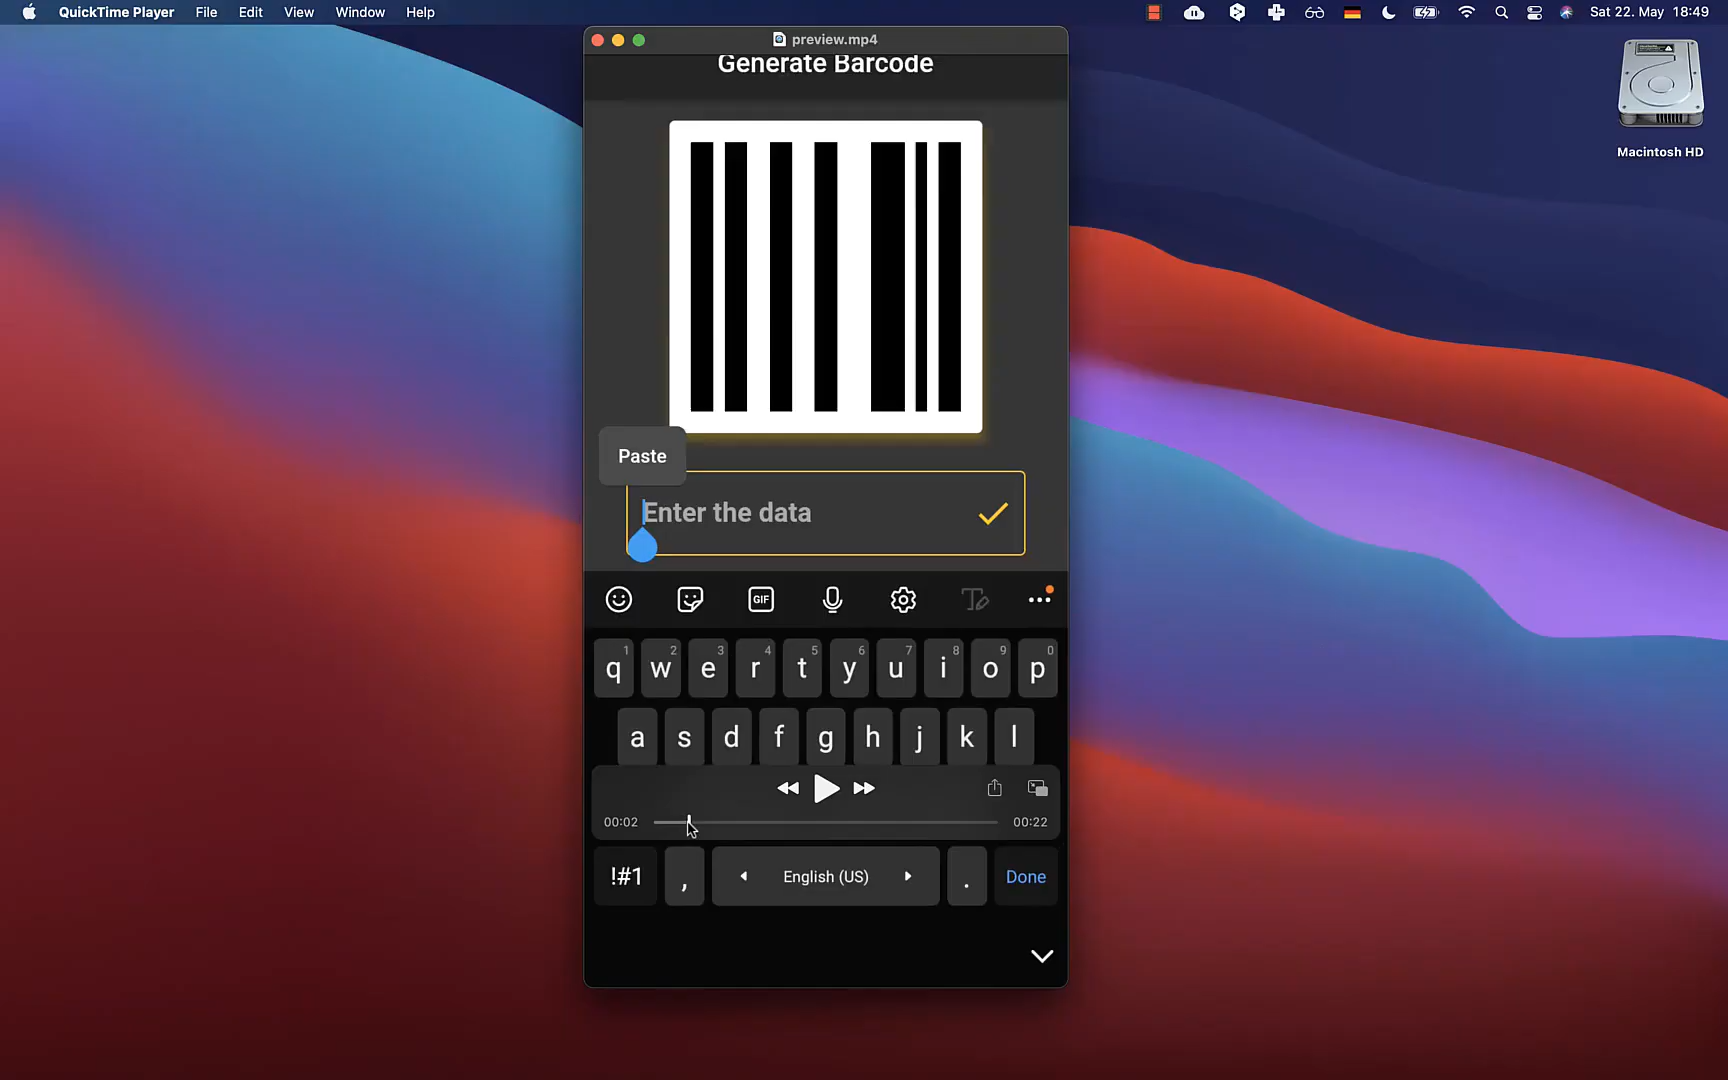 QuickTime Player File Edit View Window Help Sat 22. May 18:49
preview.mp4
Macintosh HD
Generate Barcode
Paste
Enter the data
GIF
1 2 3 4 5 6 7 8 9 0
q w e r t y u i o p
a s d f g h j k l
00:02 00:22
!#1 , English (US) . Done